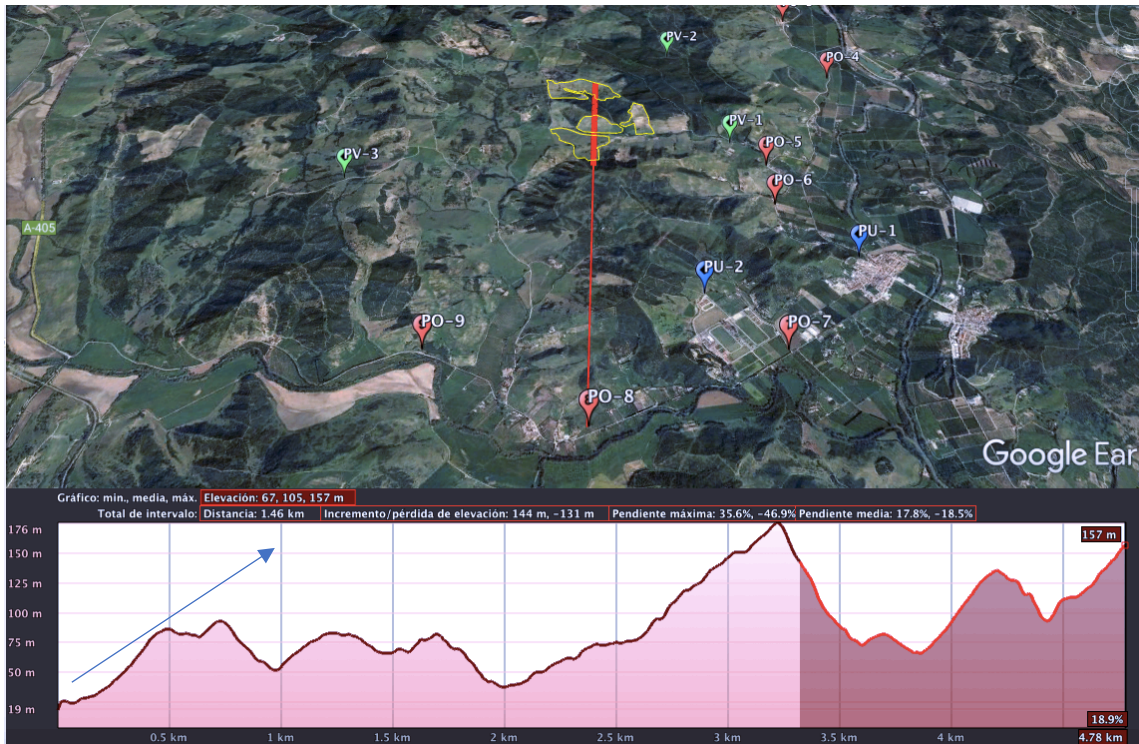 PV-2
PO-4
PV-1
PO-5
PV-3
PO-6
A-405
PU-1
PU-2
PO-9
PO-7
PO-8
Google Ear
Gráfico: min., media, máx. Elevación: 67, 105, 157 m
Total de intervalo: Distancia: 1.46 km Incremento/pérdida de elevación: 144 m, -131 m Pendiente máxima: 35.6%, -46.9% Pendiente media: 17.8%, -18.5%
176 m
157 m
150 m
125 m
100 m
75 m
50 m
19 m
18.9%
0.5 km 1 km 1.5 km 2 km 2.5 km 3 km 3.5 km 4 km 4.78 km